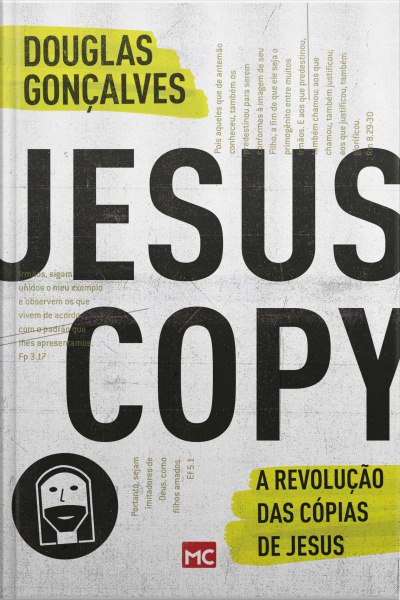 DOUGLAS
GONÇALVES
Pois aqueles que de antemão
conheceu, também os
predestinou para serem
conformes à imagem de seu
Filho, a fim de que ele seja o
primogênito entre muitos
irmãos. E aos que predestinou,
também chamou; aos que
chamou, também justificou;
aos que justificou, também
glorificou.
Rm 8.29-30
JESUS
COPY
Irmãos, sigam
unidos o meu exemplo
e observem os que
vivem de acordo
com o padrão que
lhes apresentamos.
Fp 3.17
Portanto, sejam
imitadores de
Deus, como
filhos amados.
Ef 5.1
A REVOLUÇÃO
DAS CÓPIAS
DE JESUS
MC